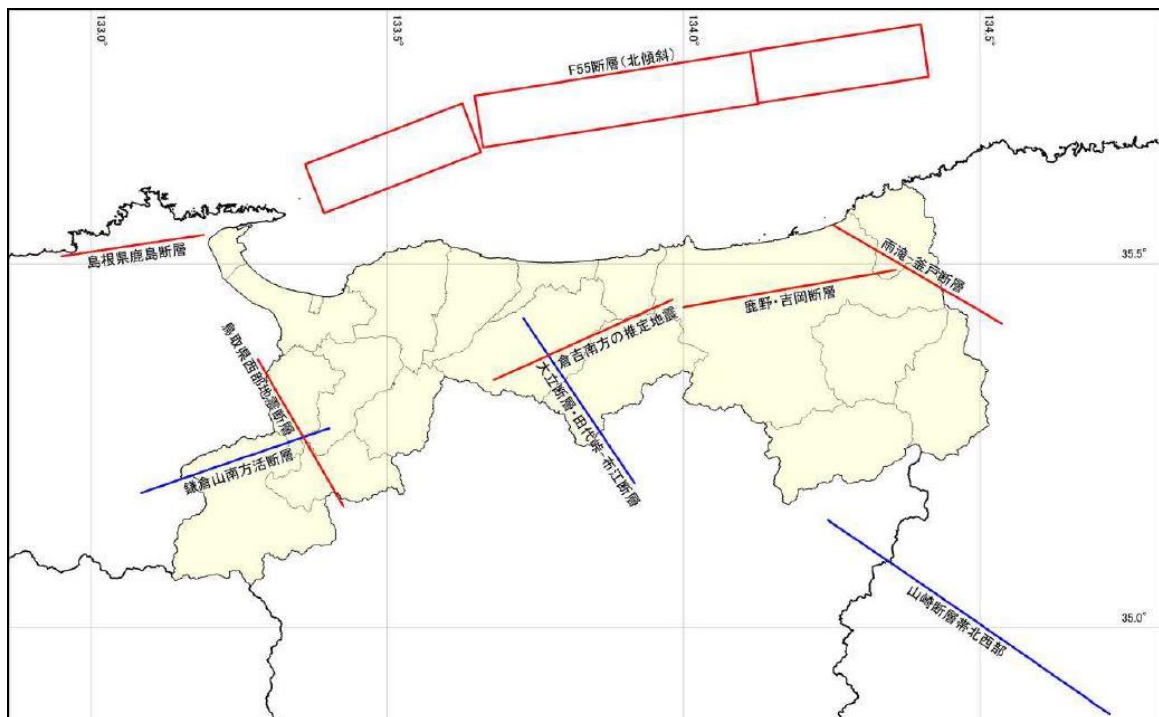 133.0°
133.5°
134.0°
134.5°
F55断層(北傾斜)
島根県鹿島断層
雨滝-釜戸断層
35.5°
鹿野・吉岡断層
倉吉南方の推定地震
鳥取県西部地震断層
大立断層・田代峠-布江断層
鎌倉山南方活断層
山崎断層帯北西部
35.0°